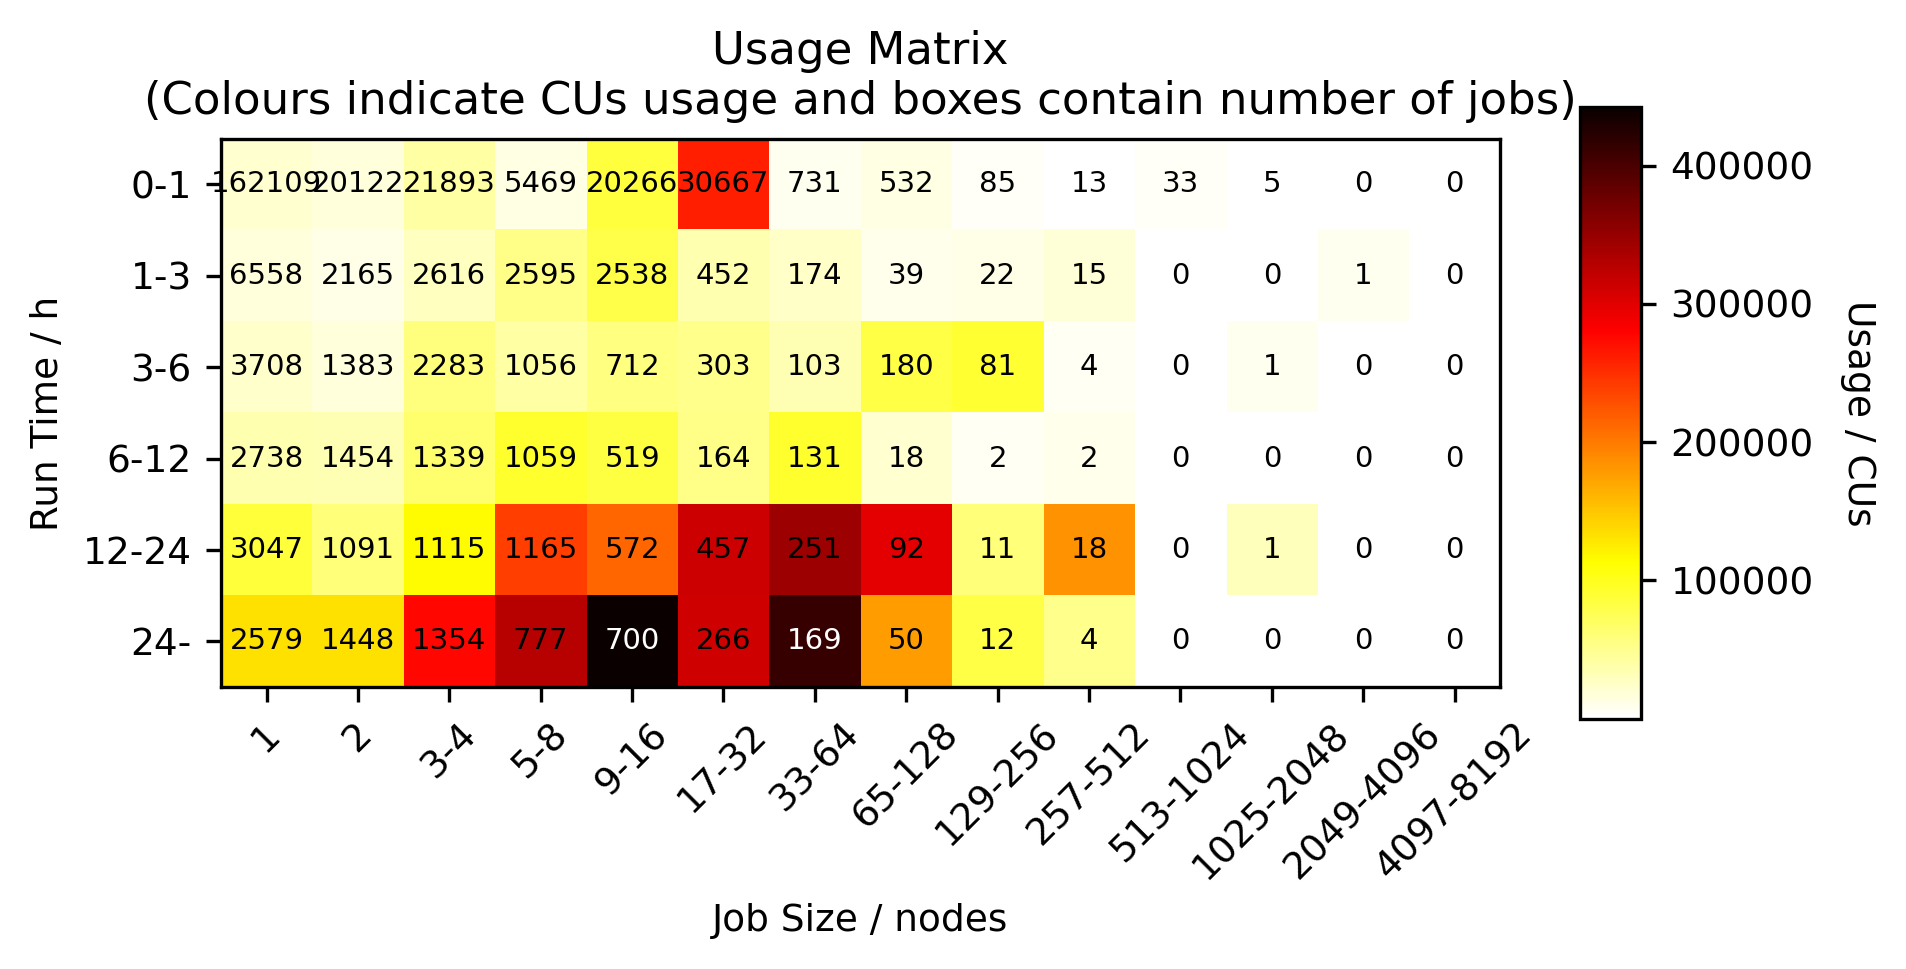 Usage Matrix
(Colours indicate CUs usage and boxes contain number of jobs)
0-1 162109 20122 21893 5469 20266 30667 731 532 85 13 33 5 0 0
1-3 6558 2165 2616 2595 2538 452 174 39 22 15 0 0 1 0
3-6 3708 1383 2283 1056 712 303 103 180 81 4 0 1 0 0
6-12 2738 1454 1339 1059 519 164 131 18 2 2 0 0 0 0
12-24 3047 1091 1115 1165 572 457 251 92 11 18 0 1 0 0
24- 2579 1448 1354 777 700 266 169 50 12 4 0 0 0 0
1 2 3-4 5-8 9-16 17-32 33-64 65-128 129-256 257-512 513-1024 1025-2048 2049-4096 4097-8192
Job Size / nodes
Run Time / h
400000
300000
200000
100000
Usage / CUs